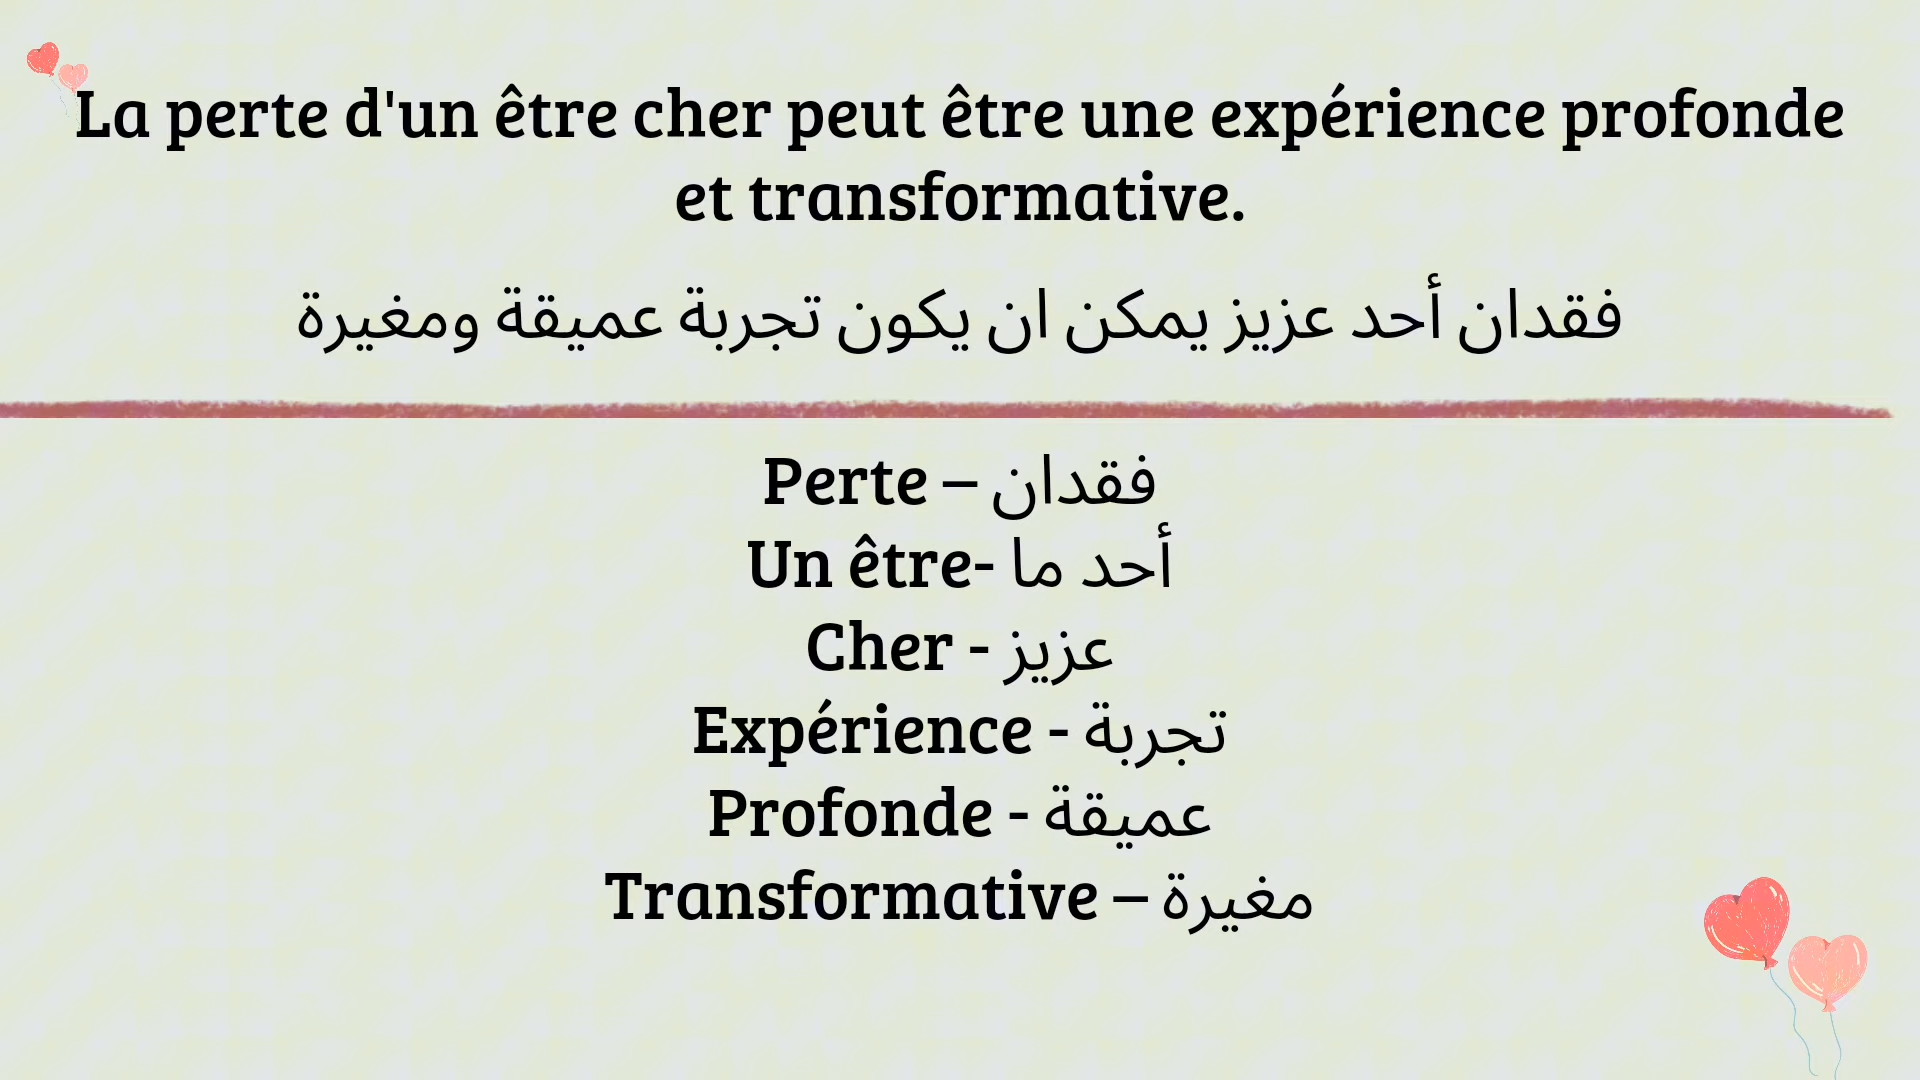 La perte d'un être cher peut être une expérience profonde
et transformative.
فقدان أحد عزيز يمكن ان يكون تجربة عميقة ومغيرة
Perte – فقدان
Un être- أحد ما
Cher - عزيز
Expérience - تجربة
Profonde - عميقة
Transformative – مغيرة